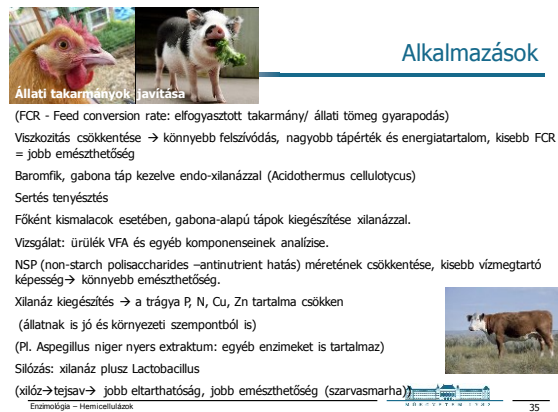 Alkalmazások
Állati takarmányok javítása
(FCR - Feed conversion rate: elfogyasztott takarmány/ állati tömeg gyarapodás)
Viszkozitás csökkentése → könnyebb felszívódás, nagyobb tápérték és energiatartalom, kisebb FCR
= jobb emészthetőség
Baromfik, gabona táp kezelve endo-xilanázzal (Acidothermus cellulotycus)
Sertés tenyésztés
Főként kismalacok esetében, gabona-alapú tápok kiegészítése xilanázzal.
Vizsgálat: ürülék VFA és egyéb komponenseinek analízise.
NSP (non-starch polisaccharides –antinutrient hatás) méretének csökkentése, kisebb vízmegtartó
képesség→ könnyebb emészthetőség.
Xilanáz kiegészítés → a trágya P, N, Cu, Zn tartalma csökken
(állatnak is jó és környezeti szempontból is)
(Pl. Aspegillus niger nyers extraktum: egyéb enzimeket is tartalmaz)
Silózás: xilanáz plusz Lactobacillus
(xilóz→tejsav→ jobb eltarthatóság, jobb emészthetőség (szarvasmarha))
Enzimológia – Hemicellulázok
MŰEGYETEM 1782
35